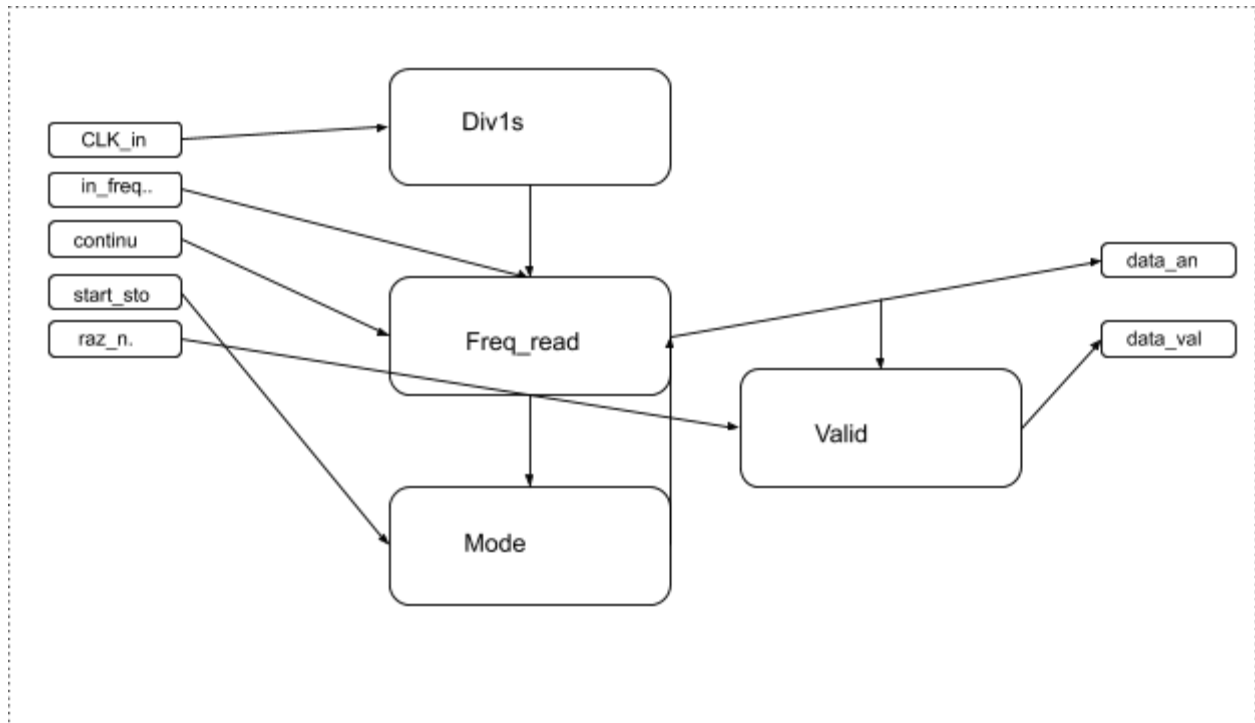 Div1s
CLK_in
in_freq..
continu
start_sto
raz_n.
Freq_read
data_an
data_val
Valid
Mode